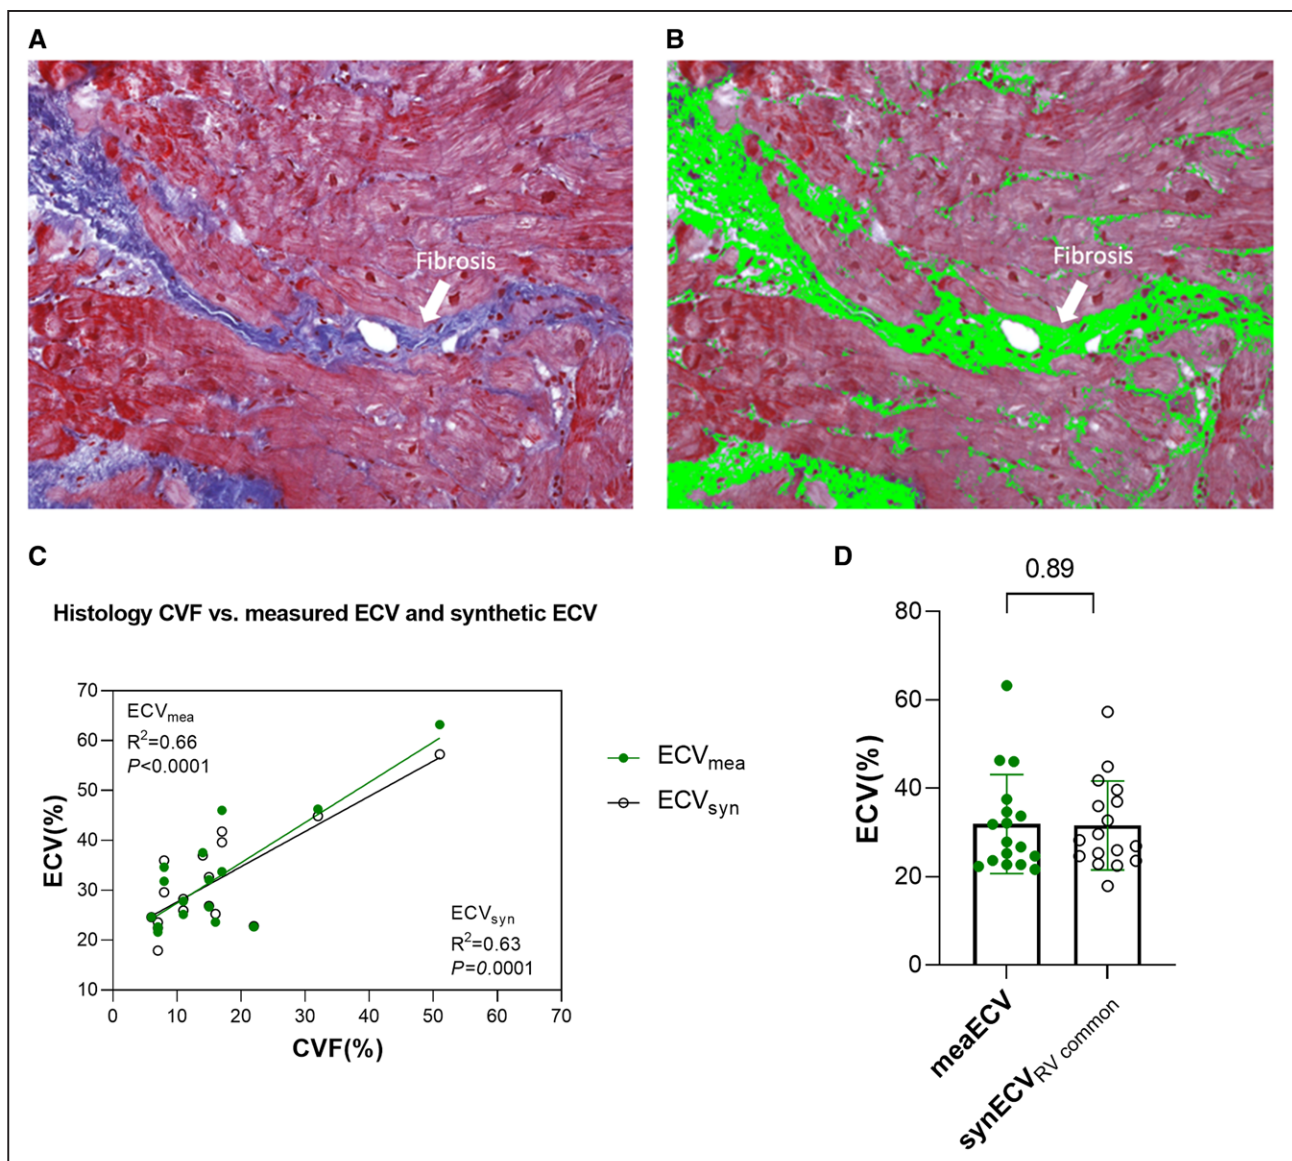 A
B
Fibrosis
Fibrosis
C
Histology CVF vs. measured ECV and synthetic ECV
ECV(%)
70
60
50
40
30
20
10
0
10
20
30
40
50
60
70
CVF(%)
ECVmea
R²=0.66
P<0.0001
ECVsyn
R²=0.63
P=0.0001
ECVmea
ECVsyn
D
0.89
ECV(%)
80
60
40
20
0
meaECV
synECVRV common